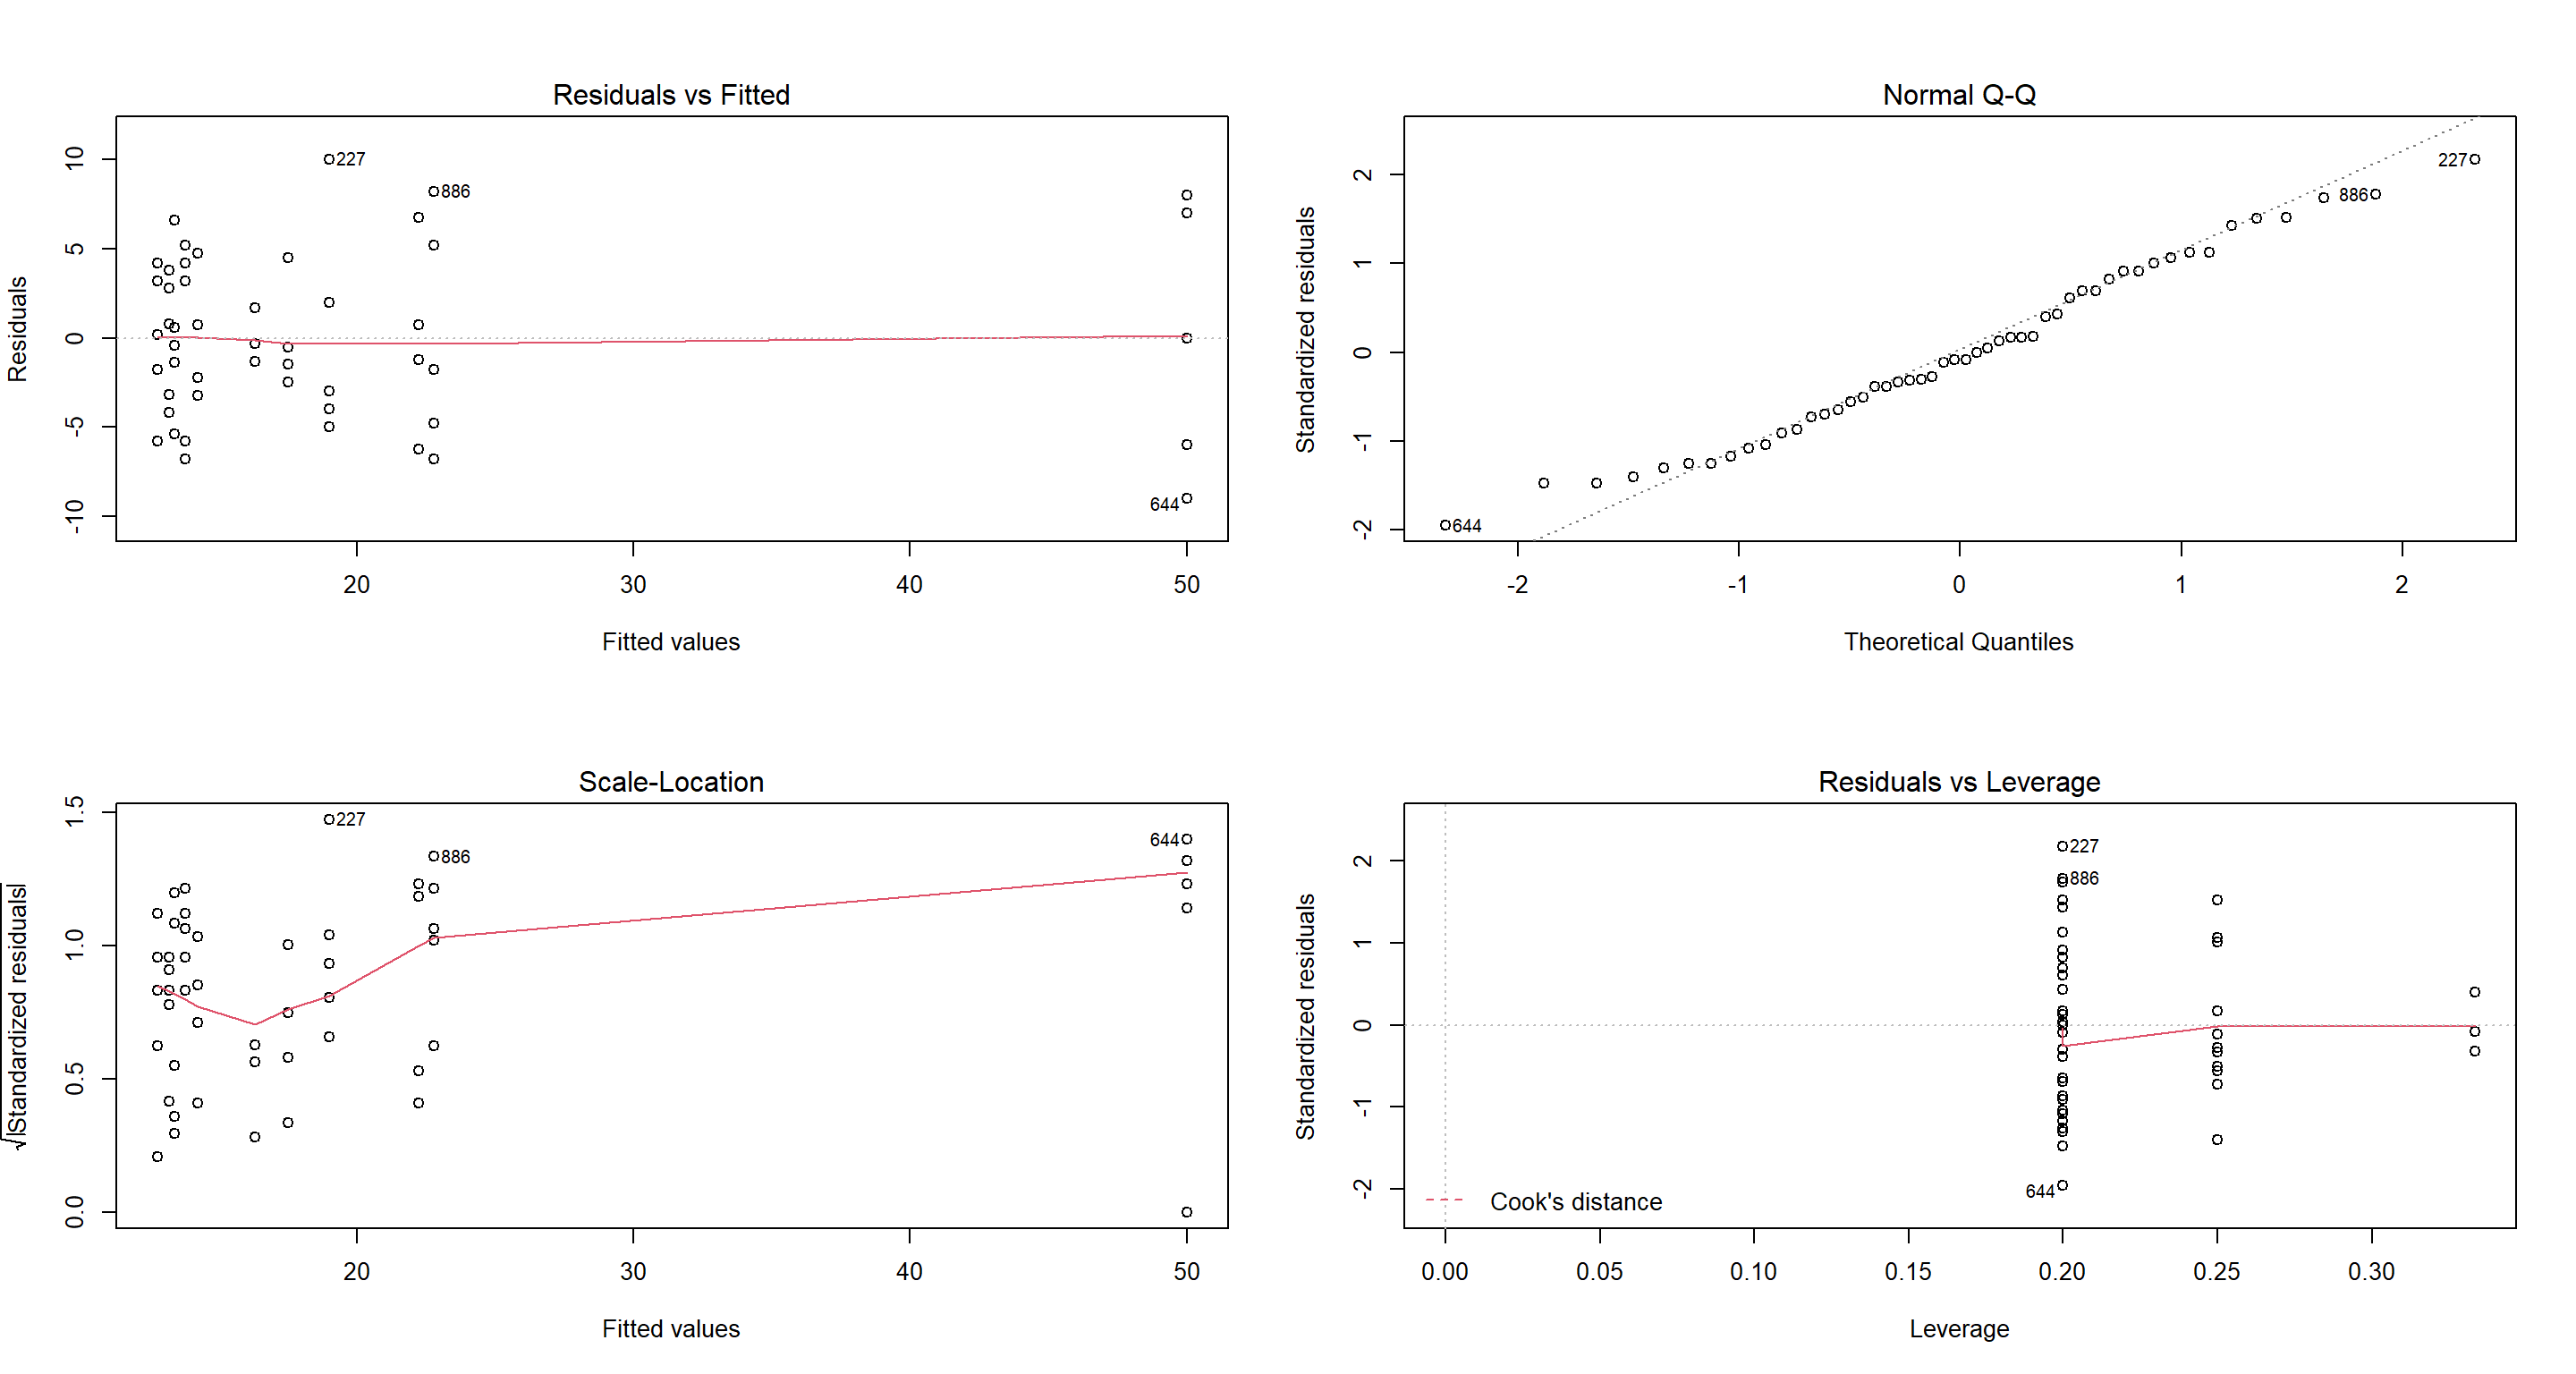 Residuals vs Fitted
Residuals
10
5
0
-5
-10
227
886
644
20 30 40 50
Fitted values
Normal Q-Q
Standardized residuals
2
1
0
-1
-2
227
886
644
-2 -1 0 1 2
Theoretical Quantiles
Scale-Location
√|Standardized residuals|
1.5
1.0
0.5
0.0
227
886
644
20 30 40 50
Fitted values
Residuals vs Leverage
Standardized residuals
2
1
0
-1
-2
227
886
644
Cook's distance
0.00 0.05 0.10 0.15 0.20 0.25 0.30
Leverage